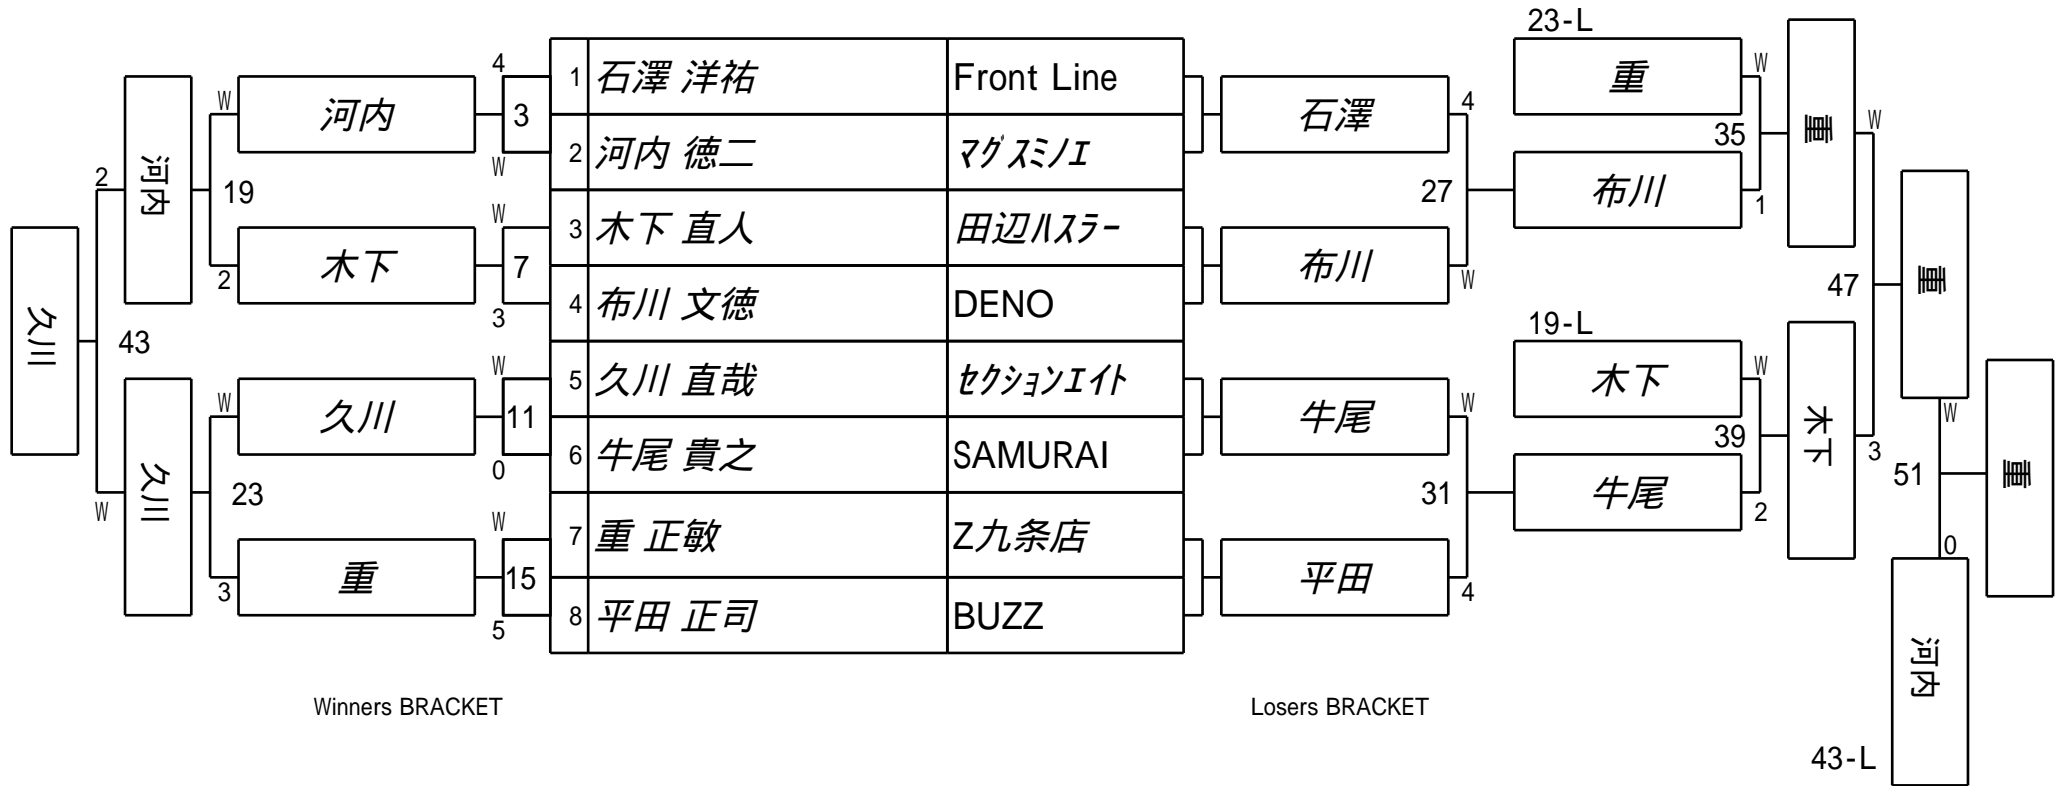 久川
2
43
W
河内
久川
W
19
2
W
23
3
河内
木下
久川
重
4
3
W
W
7
3
W
11
0
W
15
5
1 石澤 洋祐 Front Line
2 河内 徳二 マグスミノエ
3 木下 直人 田辺ハスラー
4 布川 文徳 DENO
5 久川 直哉 セクションエイト
6 牛尾 貴之 SAMURAI
7 重 正敏 Z九条店
8 平田 正司 BUZZ
石澤
布川
牛尾
平田
4
27
W
W
31
4
23-L
重
布川
19-L
木下
牛尾
W
35
1
W
39
2
重
木下
W
47
3
重
W
51
0
河内
43-L
重
Winners BRACKET
Losers BRACKET